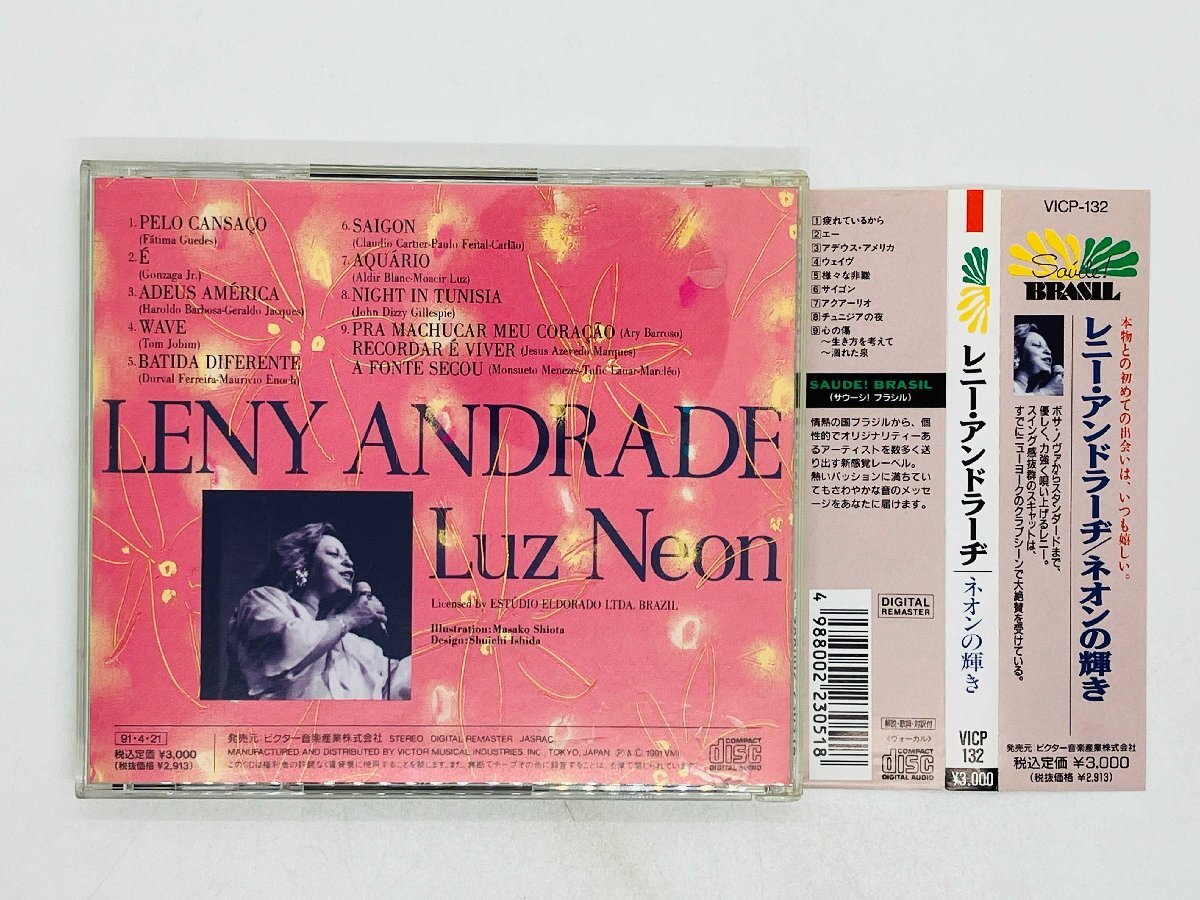 1. PELO CANSAÇO
(Fátima Guedes)
2. É
(Gonzaga Jr.)
3. ADEUS AMÉRICA
(Haroldo Barbosa-Geraldo Jacques)
4. WAVE
(Tom Jobim)
5. BATIDA DIFERENTE
(Durval Ferreira-Mauricio Enoch)
6. SAIGON
(Claudio Cartier-Paulo Feital-Carlão)
7. AQUÁRIO
(Aldir Blanc-Moacir Luz)
8. NIGHT IN TUNISIA
(John Dizzy Gillespie)
9. PRA MACHUCAR MEU CORAÇÃO (Ary Barroso)
RECORDAR É VIVER (Jesus Azevedo Marques)
A FONTE SECOU (Monsueto Menezes-Tufic Lauar-Marcléo)
LENY ANDRADE
Luz Neon
Licensed by ESTÚDIO ELDORADO LTDA. BRAZIL
Illustration: Masako Shiota
Design: Shuichi Ishida
91・4・21
税込定価 ¥3,000
(税抜価格 ¥2,913)
発売元・ビクター音楽産業株式会社 STEREO DIGITAL REMASTER JASRAC
MANUFACTURED AND DISTRIBUTED BY VICTOR MUSICAL INDUSTRIES, INC. TOKYO, JAPAN. ℗ & © 1991 VMI
COMPACT
disc
DIGITAL AUDIO
1 疲れているから
2 エー
3 アデウス・アメリカ
4 ウェイヴ
5 様々な非難
6 サイゴン
7 アクアーリオ
8 チュニジアの夜
9 心の傷
〜生き方を考えて
〜涸れた泉
SAUDE! BRASIL
(サウーヂ! ブラジル)
情熱の国ブラジルから、個
性的でオリジナリティーあ
るアーティストを数多く送
り出す新感覚レーベル。
熱いパッションに満ちてい
てもさわやかな音のメッセ
ージをあなたに届けます。
4 988002 230518
DIGITAL
REMASTER
解説・歌詞・対訳付
〈ヴォーカル〉
COMPACT
disc
DIGITAL AUDIO
レニー・アンドラーヂ
ネオンの輝き
VICP
132
¥3,000
VICP-132
Saúde!
BRASIL
本物との初めての出会いは、いつも嬉しい。
レニー・アンドラーヂ/ネオンの輝き
ボサ・ノヴァからスタンダードまで、
優しく、力強く唄い上げるレニー。
スイング感抜群のスキャットは、
すでにニューヨークのクラブシーンで大絶賛を受けている。
発売元・ビクター音楽産業株式会社
税込定価 ¥3,000
(税抜価格 ¥2,913)